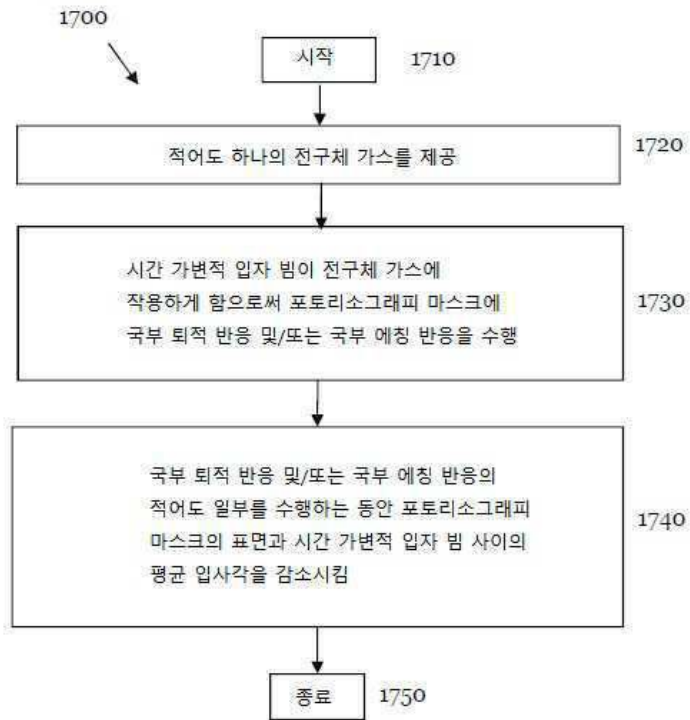 1700
시작 1710
적어도 하나의 전구체 가스를 제공 1720
시간 가변적 입자 빔이 전구체 가스에
작용하게 함으로써 포토리소그래피 마스크에 1730
국부 퇴적 반응 및/또는 국부 에칭 반응을 수행
국부 퇴적 반응 및/또는 국부 에칭 반응의
적어도 일부를 수행하는 동안 포토리소그래피
마스크의 표면과 시간 가변적 입자 빔 사이의 1740
평균 입사각을 감소시킴
종료 1750